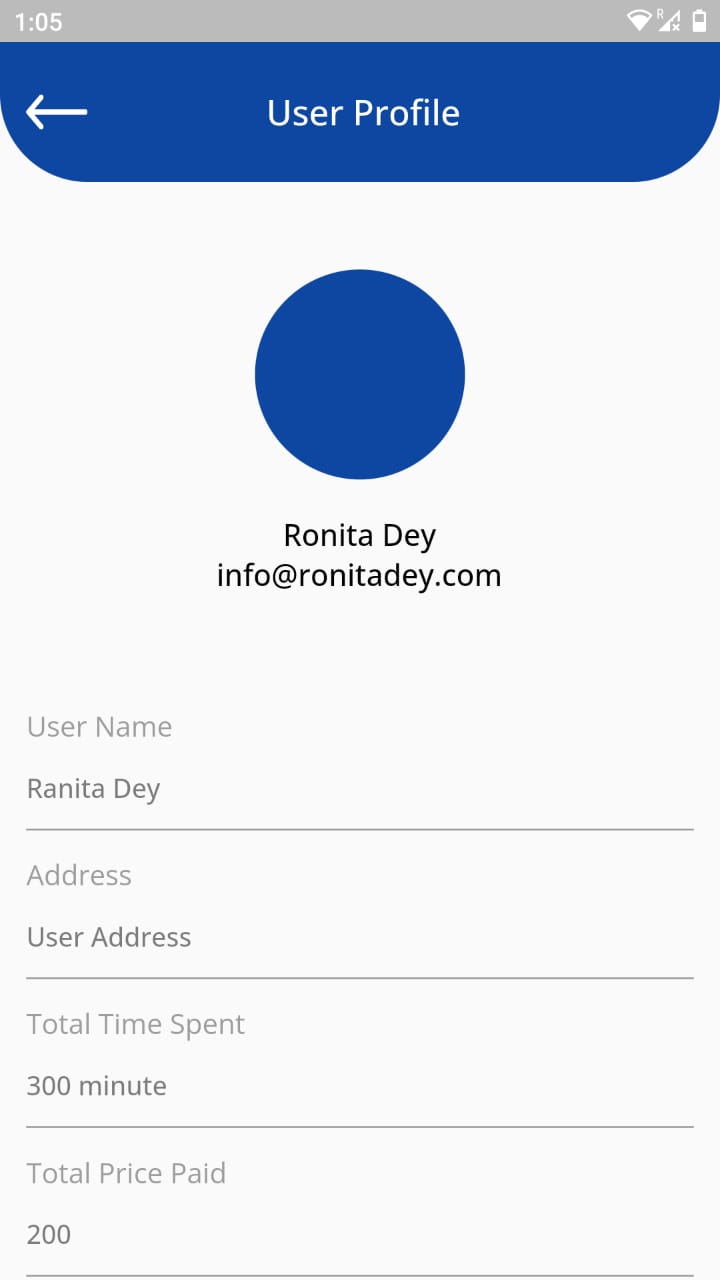 1:05
R
User Profile
Ronita Dey
info@ronitadey.com
User Name
Ranita Dey
Address
User Address
Total Time Spent
300 minute
Total Price Paid
200